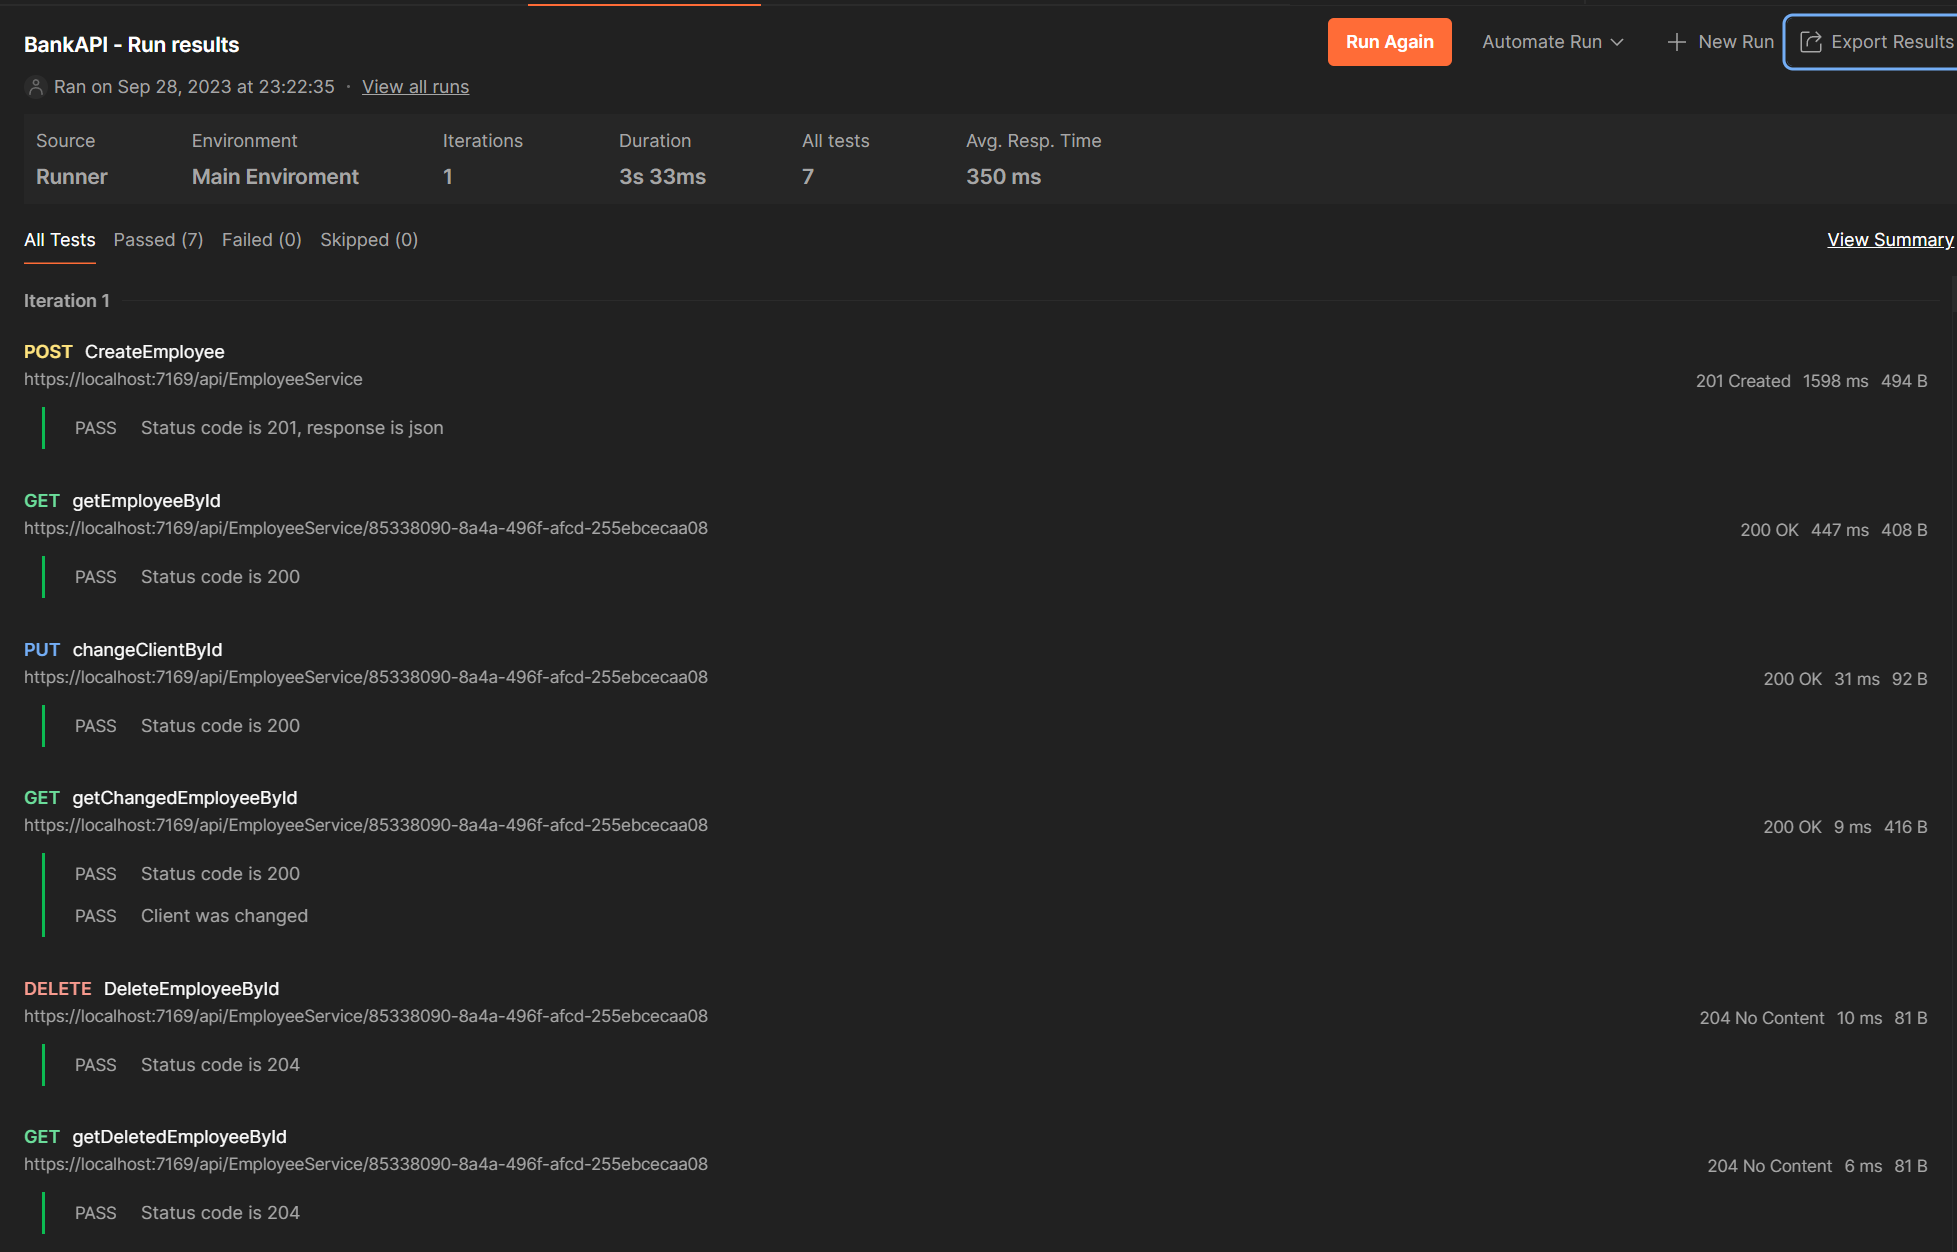 BankAPI - Run results
Run Again
Automate Run
New Run
Export Results
Ran on Sep 28, 2023 at 23:22:35 · View all runs
Source Environment Iterations Duration All tests Avg. Resp. Time
Runner Main Enviroment 1 3s 33ms 7 350 ms
All Tests Passed (7) Failed (0) Skipped (0) View Summary
Iteration 1
POST CreateEmployee
https://localhost:7169/api/EmployeeService
201 Created 1598 ms 494 B
PASS Status code is 201, response is json
GET getEmployeeById
https://localhost:7169/api/EmployeeService/85338090-8a4a-496f-afcd-255ebcecaa08
200 OK 447 ms 408 B
PASS Status code is 200
PUT changeClientById
https://localhost:7169/api/EmployeeService/85338090-8a4a-496f-afcd-255ebcecaa08
200 OK 31 ms 92 B
PASS Status code is 200
GET getChangedEmployeeById
https://localhost:7169/api/EmployeeService/85338090-8a4a-496f-afcd-255ebcecaa08
200 OK 9 ms 416 B
PASS Status code is 200
PASS Client was changed
DELETE DeleteEmployeeById
https://localhost:7169/api/EmployeeService/85338090-8a4a-496f-afcd-255ebcecaa08
204 No Content 10 ms 81 B
PASS Status code is 204
GET getDeletedEmployeeById
https://localhost:7169/api/EmployeeService/85338090-8a4a-496f-afcd-255ebcecaa08
204 No Content 6 ms 81 B
PASS Status code is 204